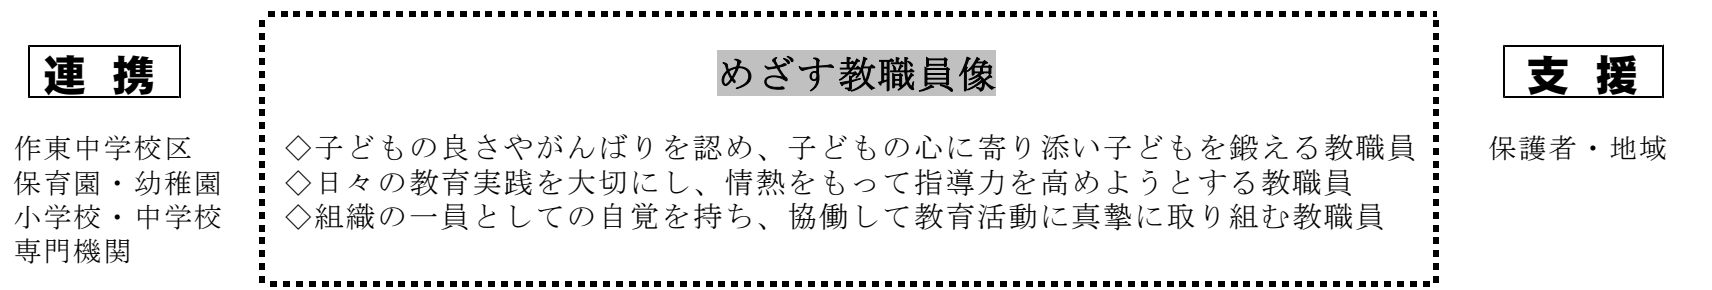 連 携
作東中学校区
保育園・幼稚園
小学校・中学校
専門機関
めざす教職員像
◇子どもの良さやがんばりを認め、子どもの心に寄り添い子どもを鍛える教職員
◇日々の教育実践を大切にし、情熱をもって指導力を高めようとする教職員
◇組織の一員としての自覚を持ち、協働して教育活動に真摯に取り組む教職員
支 援
保護者・地域